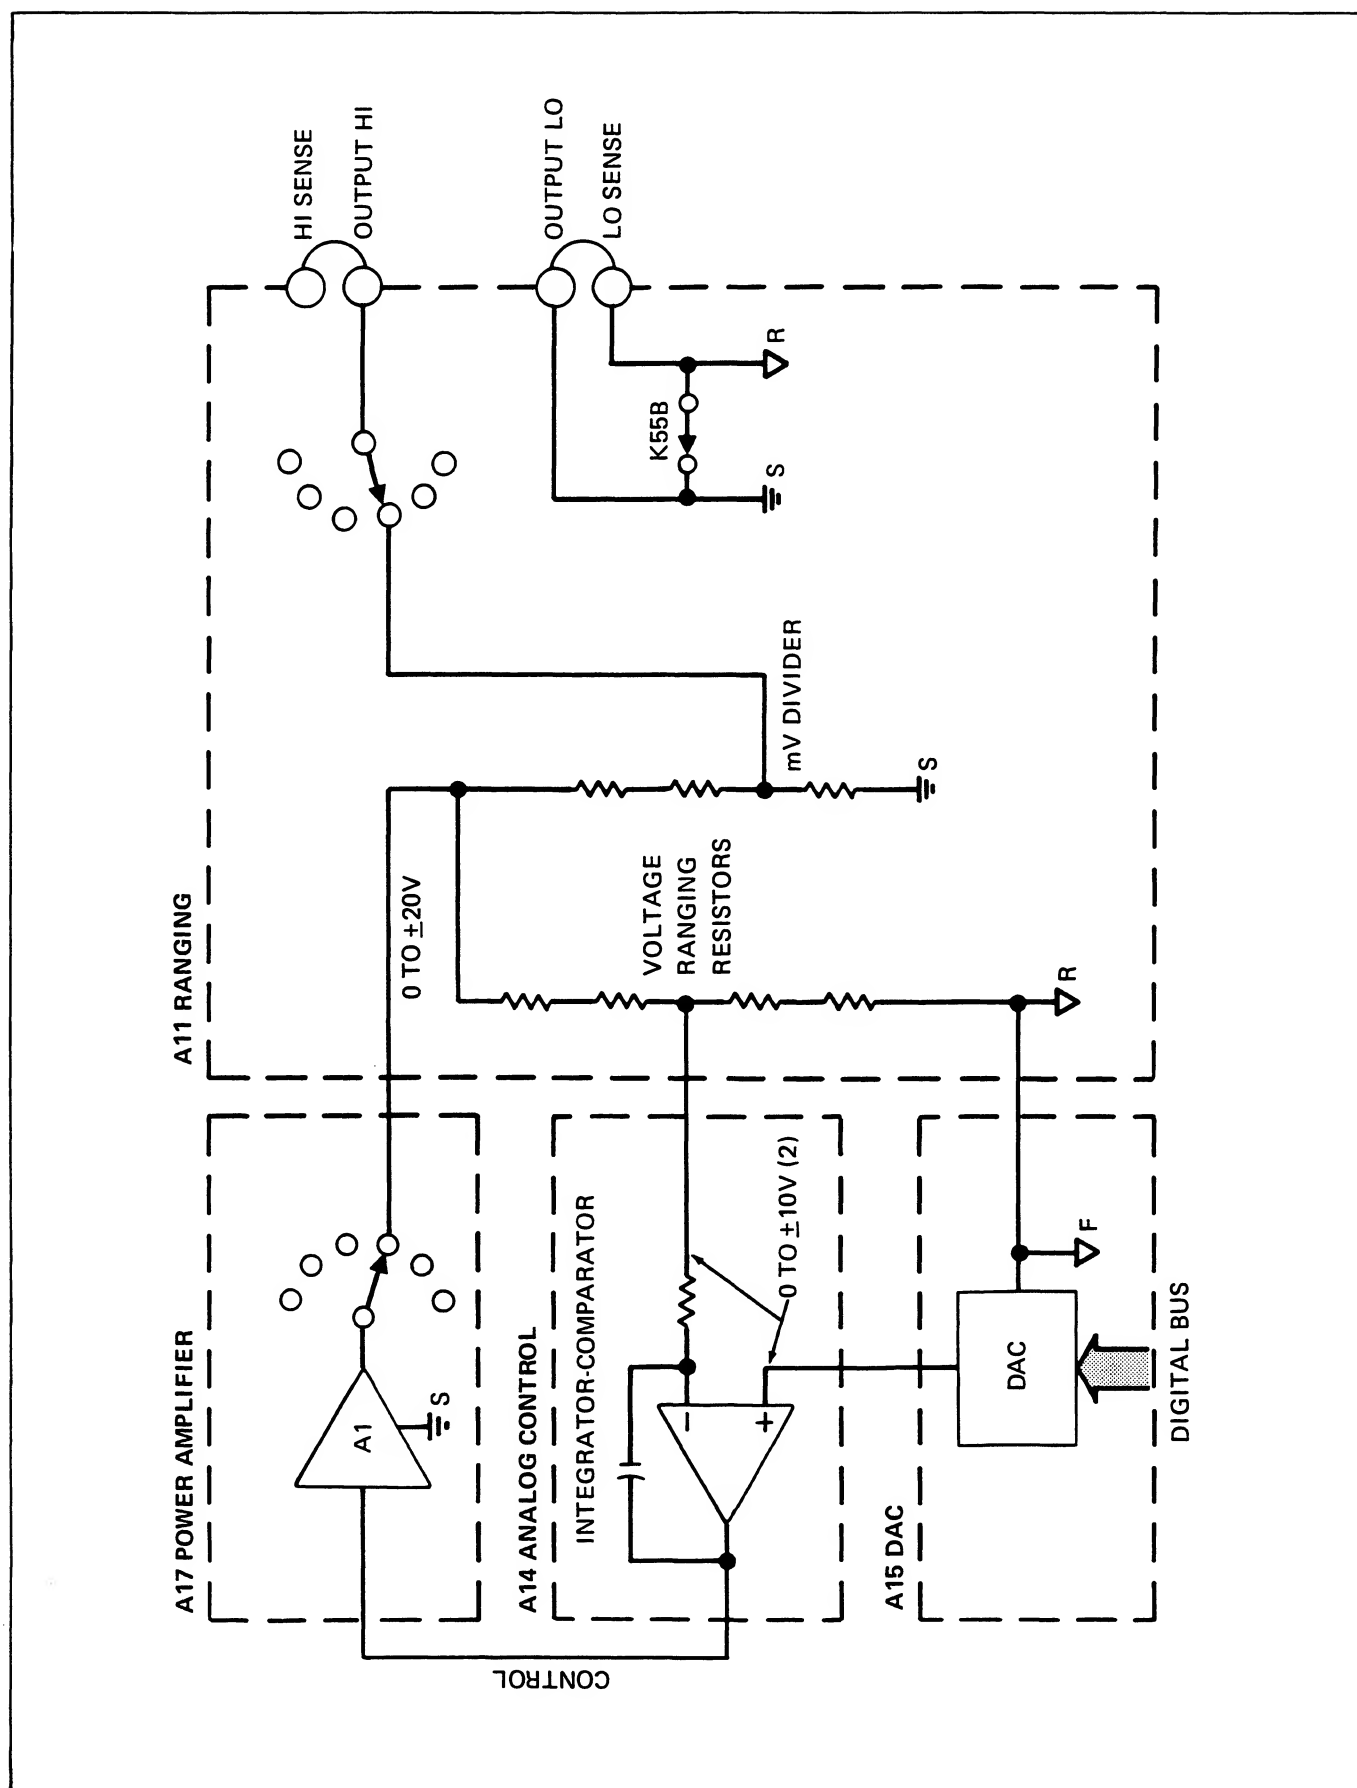 A17 POWER AMPLIFIER
A1
S
CONTROL
A14 ANALOG CONTROL
INTEGRATOR-COMPARATOR
−
+
0 TO ±10V (2)
A15 DAC
DAC
F
DIGITAL BUS
A11 RANGING
0 TO ±20V
VOLTAGE
RANGING
RESISTORS
R
mV DIVIDER
S
K55B
S
R
HI SENSE
OUTPUT HI
OUTPUT LO
LO SENSE